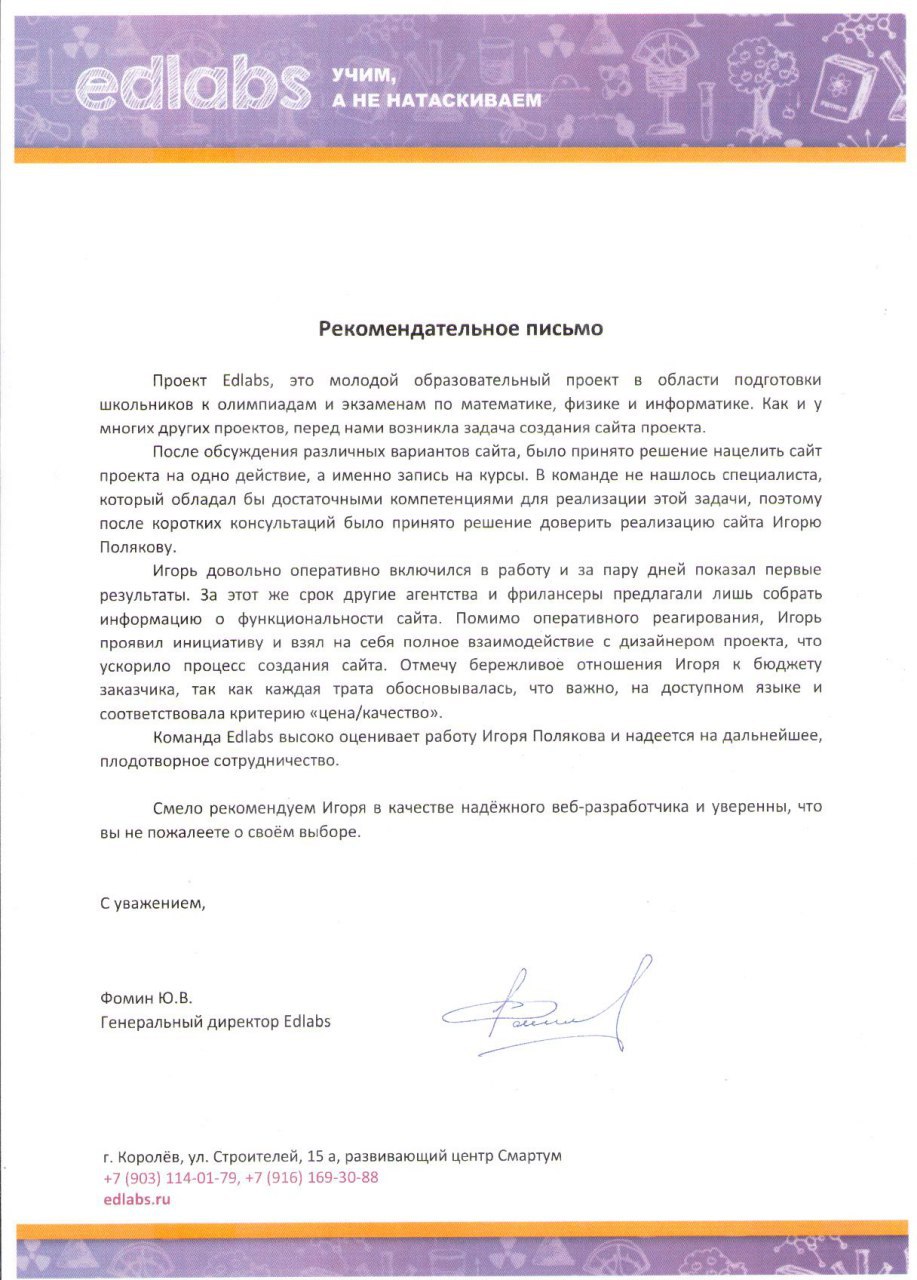 edlabs
УЧИМ,
А НЕ НАТАСКИВАЕМ
Рекомендательное письмо
Проект Edlabs, это молодой образовательный проект в области подготовки
школьников к олимпиадам и экзаменам по математике, физике и информатике. Как и у
многих других проектов, перед нами возникла задача создания сайта проекта.
После обсуждения различных вариантов сайта, было принято решение нацелить сайт
проекта на одно действие, а именно запись на курсы. В команде не нашлось специалиста,
который обладал бы достаточными компетенциями для реализации этой задачи, поэтому
после коротких консультаций было принято решение доверить реализацию сайта Игорю
Полякову.
Игорь довольно оперативно включился в работу и за пару дней показал первые
результаты. За этот же срок другие агентства и фрилансеры предлагали лишь собрать
информацию о функциональности сайта. Помимо оперативного реагирования, Игорь
проявил инициативу и взял на себя полное взаимодействие с дизайнером проекта, что
ускорило процесс создания сайта. Отмечу бережливое отношения Игоря к бюджету
заказчика, так как каждая трата обосновывалась, что важно, на доступном языке и
соответствовала критерию «цена/качество».
Команда Edlabs высоко оценивает работу Игоря Полякова и надеется на дальнейшее,
плодотворное сотрудничество.
Смело рекомендуем Игоря в качестве надёжного веб-разработчика и уверенны, что
вы не пожалеете о своём выборе.
С уважением,
Фомин Ю.В.
Генеральный директор Edlabs
г. Королёв, ул. Строителей, 15 а, развивающий центр Смартум
+7 (903) 114-01-79, +7 (916) 169-30-88
edlabs.ru